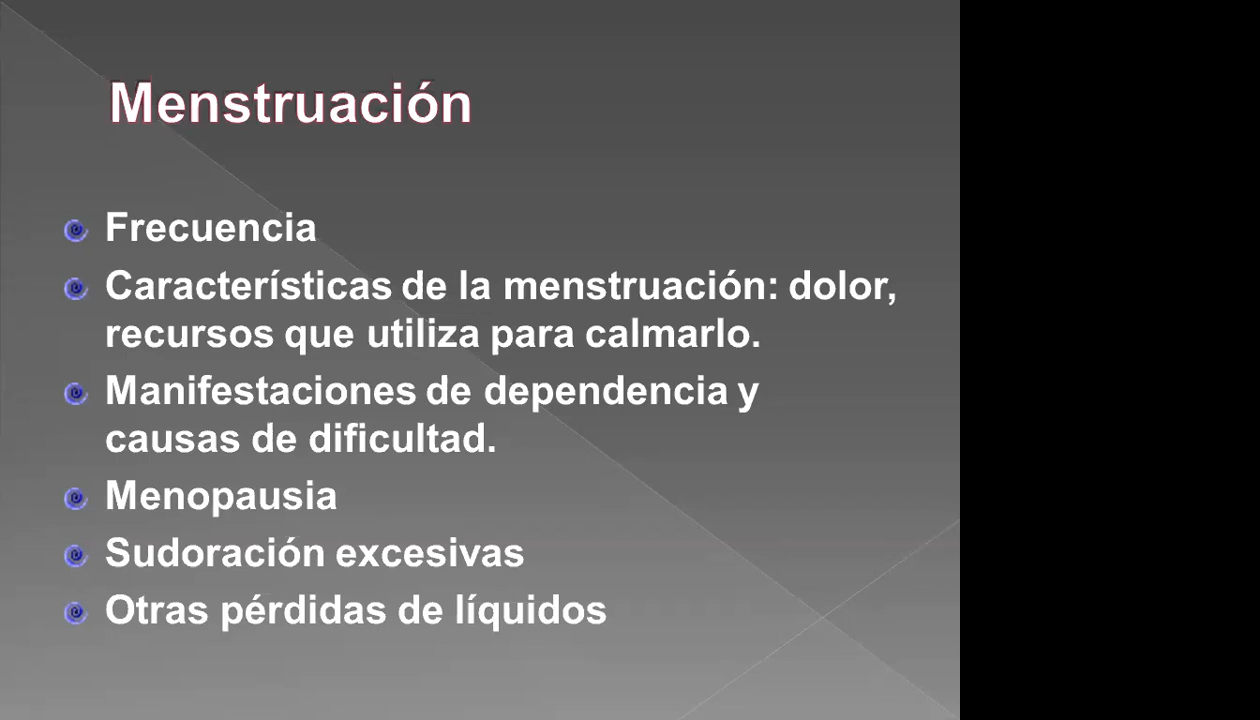 Menstruación
Frecuencia
Características de la menstruación: dolor,
recursos que utiliza para calmarlo.
Manifestaciones de dependencia y
causas de dificultad.
Menopausia
Sudoración excesivas
Otras pérdidas de líquidos